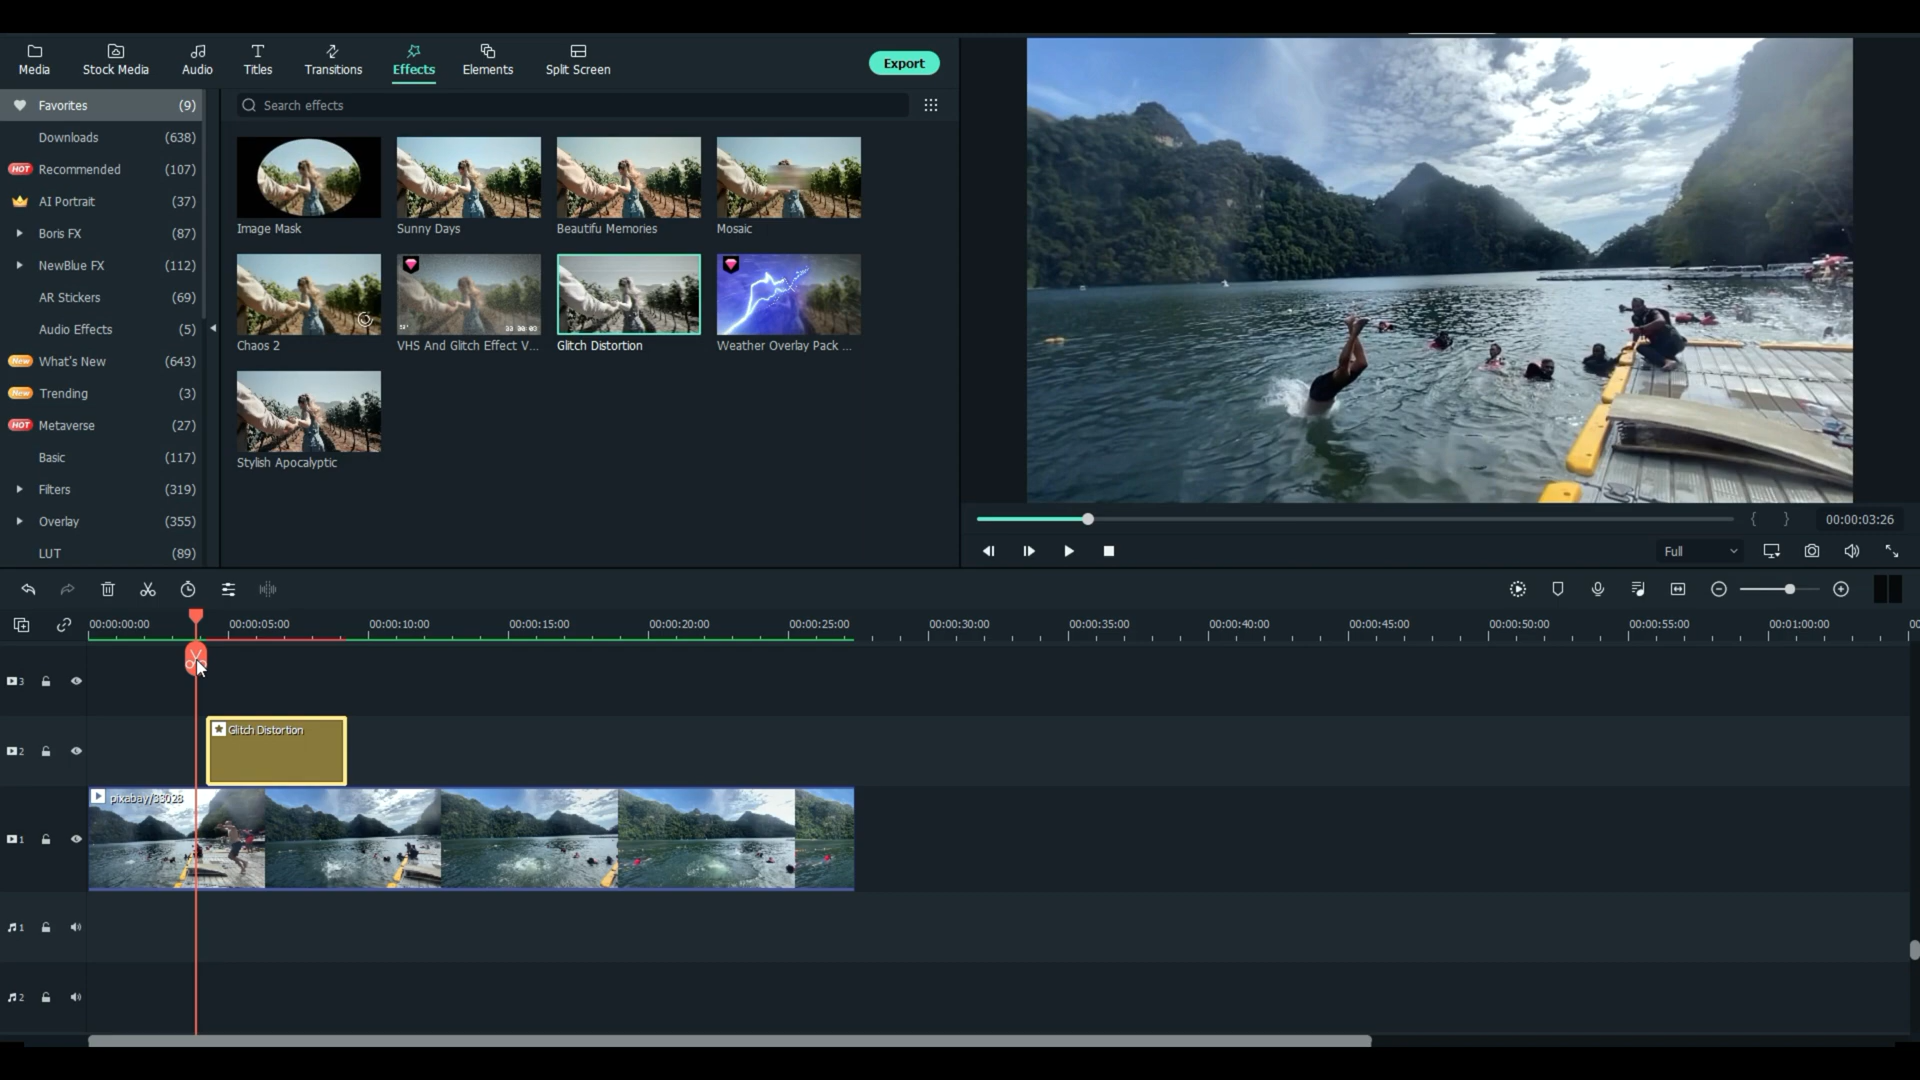 Media
Stock Media
Audio
Titles
Transitions
Effects
Elements
Split Screen
Export
Favorites (9)
Downloads (638)
HOT Recommended (107)
AI Portrait (37)
Boris FX (87)
NewBlue FX (112)
AR Stickers (69)
Audio Effects (5)
New What's New (643)
New Trending (3)
HOT Metaverse (27)
Basic (117)
Filters (319)
Overlay (355)
LUT (89)
Search effects
Image Mask
Sunny Days
Beautifu Memories
Mosaic
Chaos 2
VHS And Glitch Effect V...
Glitch Distortion
Weather Overlay Pack ...
Stylish Apocalyptic
00:00:03:26
Full
00:00:00:00 00:00:05:00 00:00:10:00 00:00:15:00 00:00:20:00 00:00:25:00 00:00:30:00 00:00:35:00 00:00:40:00 00:00:45:00 00:00:50:00 00:00:55:00 00:01:00:00 00
3
2
Glitch Distortion
1
pixabay/33028
1
2